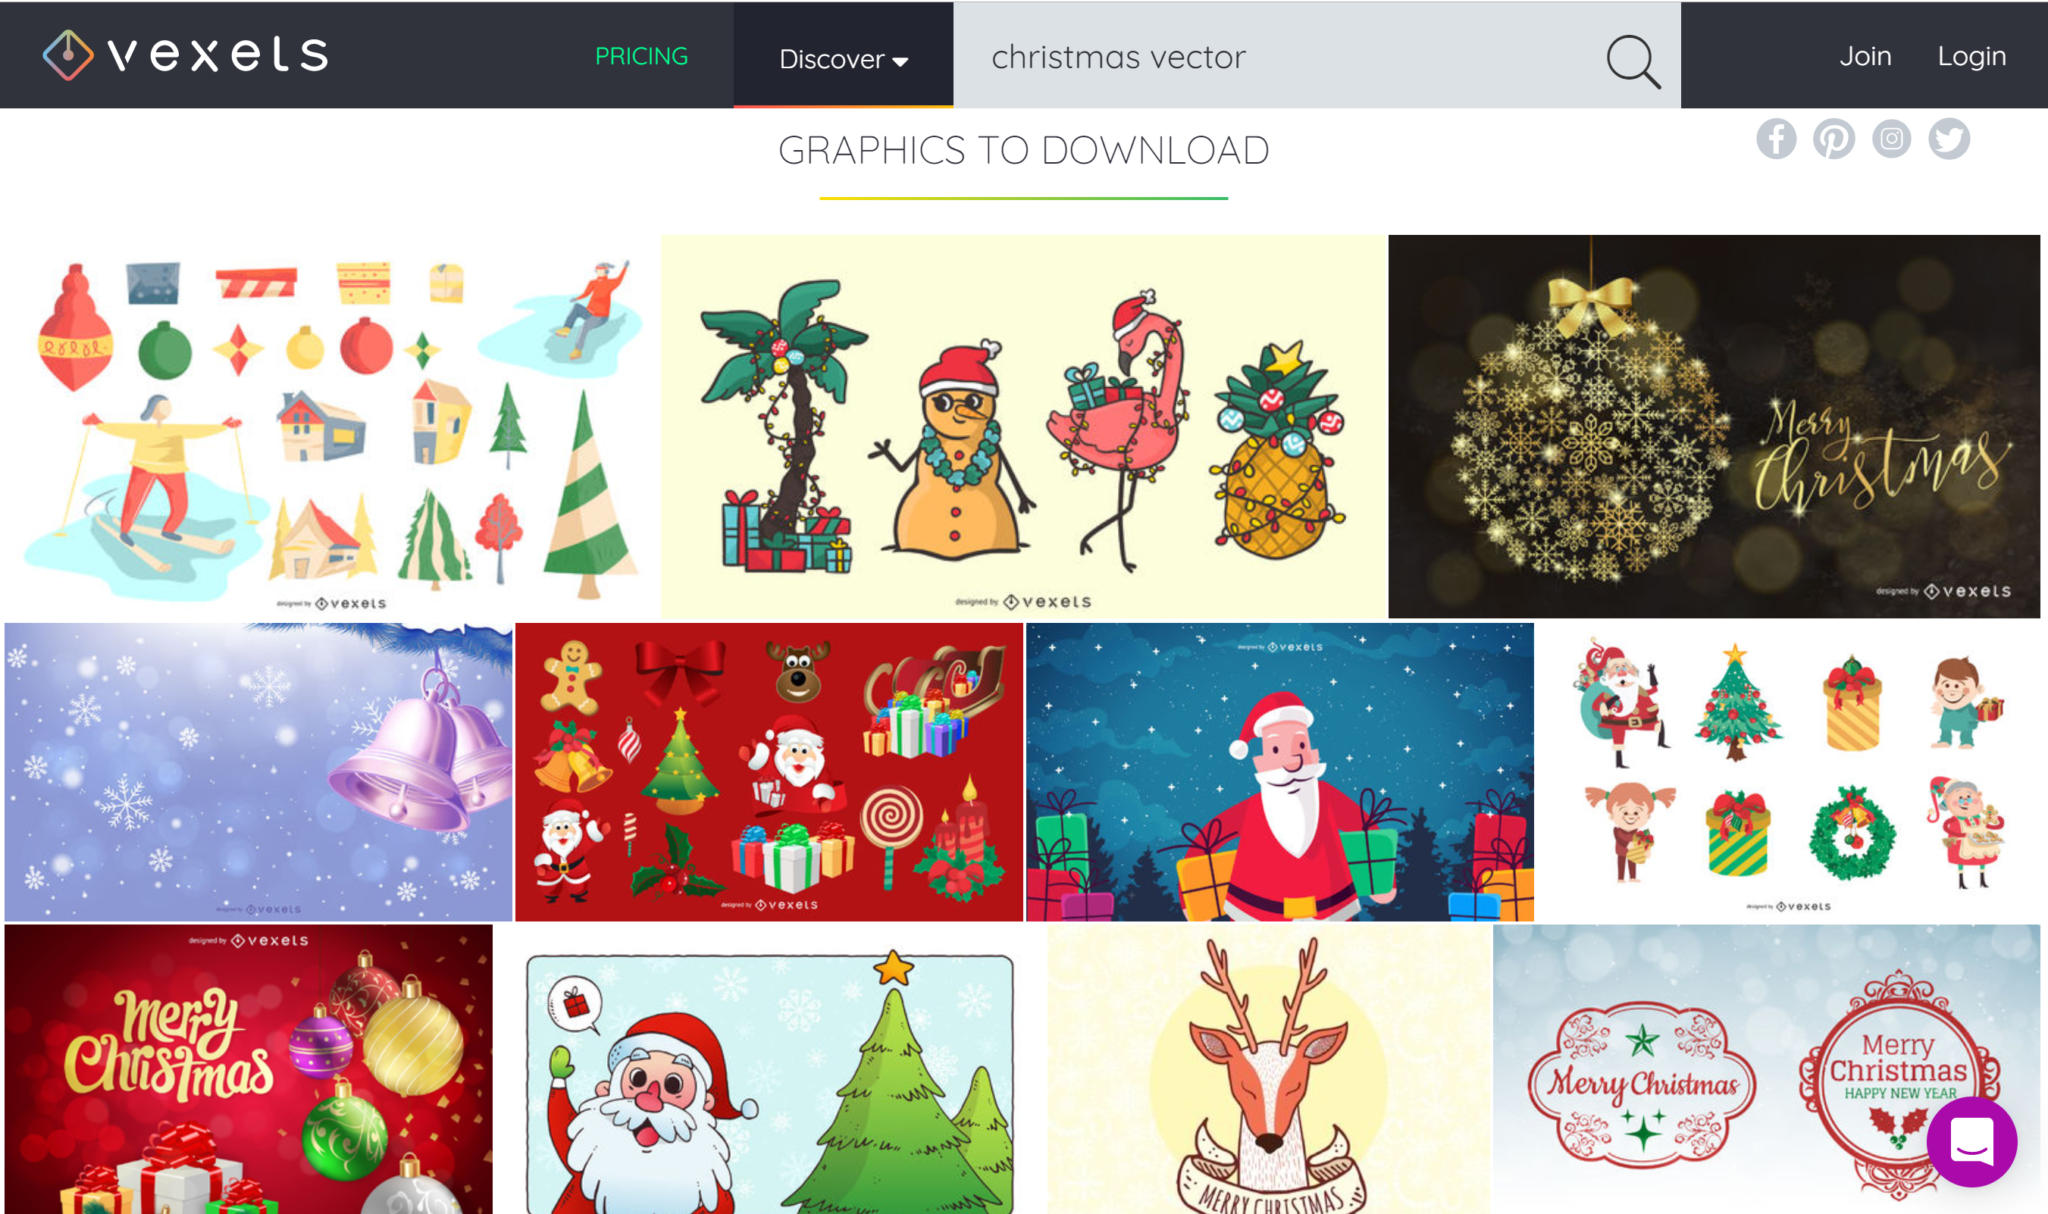 vexels
PRICING
Discover
christmas vector
Join
Login
GRAPHICS TO DOWNLOAD
designed by vexels
designed by vexels
Merry
Christmas
designed by vexels
designed by vexels
designed by vexels
designed by vexels
designed by vexels
designed by vexels
Merry
Christmas
MERRY CHRISTMAS
Merry Christmas
Merry
Christmas
HAPPY NEW YEAR